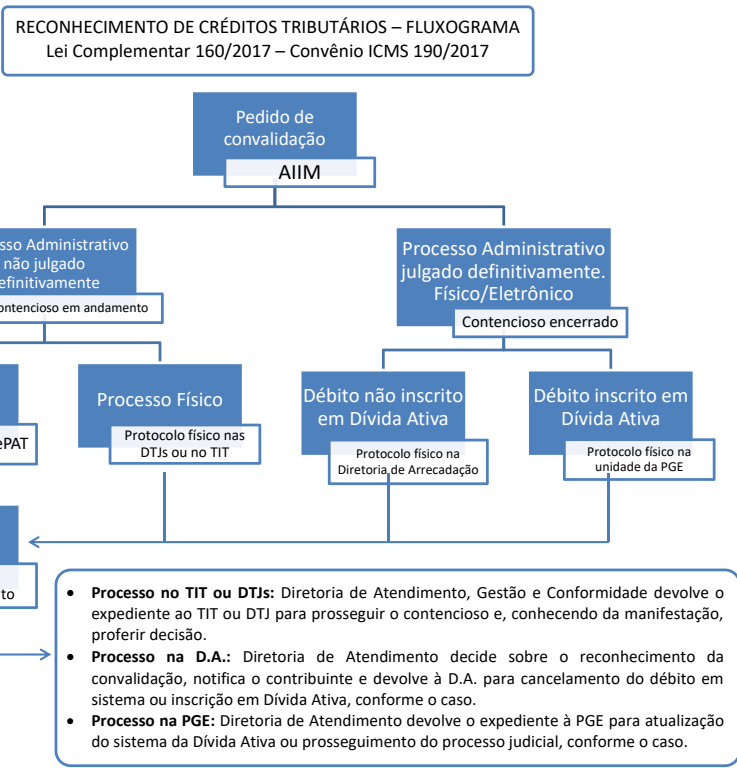 RECONHECIMENTO DE CRÉDITOS TRIBUTÁRIOS – FLUXOGRAMA
Lei Complementar 160/2017 – Convênio ICMS 190/2017
Pedido de
convalidação
AIIM
Administrativo
não julgado
Contencioso em andamento
Processo Administrativo
julgado definitivamente.
Físico/Eletrônico
Contencioso encerrado
ePAT
Processo Físico
Protocolo físico nas
DTJs ou no TIT
Débito não inscrito
em Dívida Ativa
Protocolo físico na
Diretoria de Arrecadação
Débito inscrito em
Dívida Ativa
Protocolo físico na
unidade da PGE
• Processo no TIT ou DTJs: Diretoria de Atendimento, Gestão e Conformidade devolve o
expediente ao TIT ou DTJ para prosseguir o contencioso e, conhecendo da manifestação,
proferir decisão.
• Processo na D.A.: Diretoria de Atendimento decide sobre o reconhecimento da
convalidação, notifica o contribuinte e devolve à D.A. para cancelamento do débito em
sistema ou inscrição em Dívida Ativa, conforme o caso.
• Processo na PGE: Diretoria de Atendimento devolve o expediente à PGE para atualização
do sistema da Dívida Ativa ou prosseguimento do processo judicial, conforme o caso.